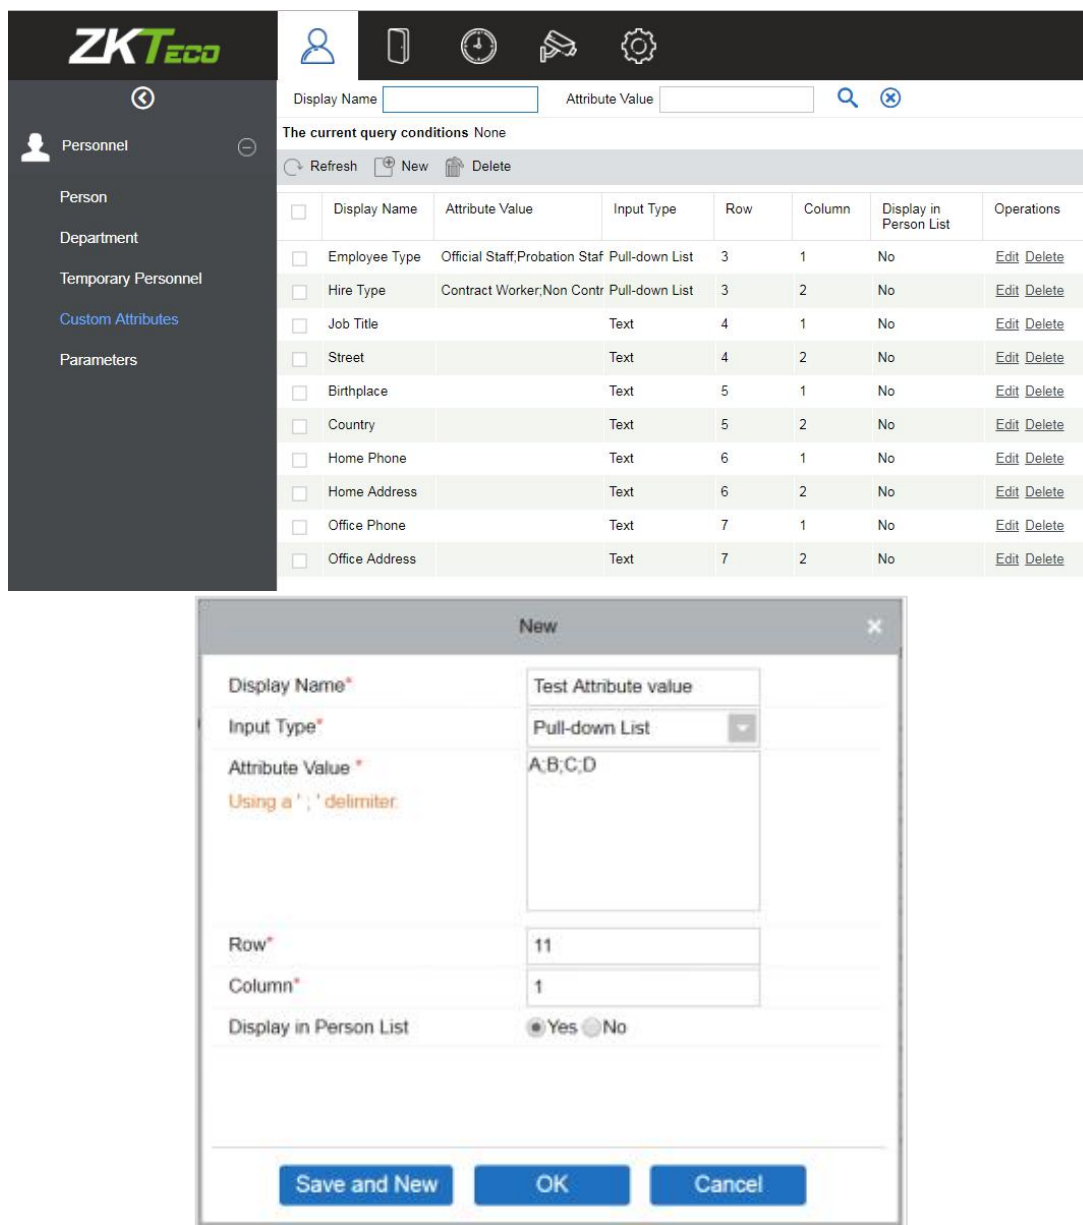 ZKTeco
Display Name Attribute Value
The current query conditions None
Refresh New Delete
Personnel
Person
Department
Temporary Personnel
Custom Attributes
Parameters
Display Name Attribute Value Input Type Row Column Display in Person List Operations
Employee Type Official Staff;Probation Staf Pull-down List 3 1 No Edit Delete
Hire Type Contract Worker;Non Contr Pull-down List 3 2 No Edit Delete
Job Title Text 4 1 No Edit Delete
Street Text 4 2 No Edit Delete
Birthplace Text 5 1 No Edit Delete
Country Text 5 2 No Edit Delete
Home Phone Text 6 1 No Edit Delete
Home Address Text 6 2 No Edit Delete
Office Phone Text 7 1 No Edit Delete
Office Address Text 7 2 No Edit Delete
New
Display Name* Test Attribute value
Input Type* Pull-down List
Attribute Value * A;B;C;D
Using a ' ; ' delimiter.
Row* 11
Column* 1
Display in Person List Yes No
Save and New OK Cancel